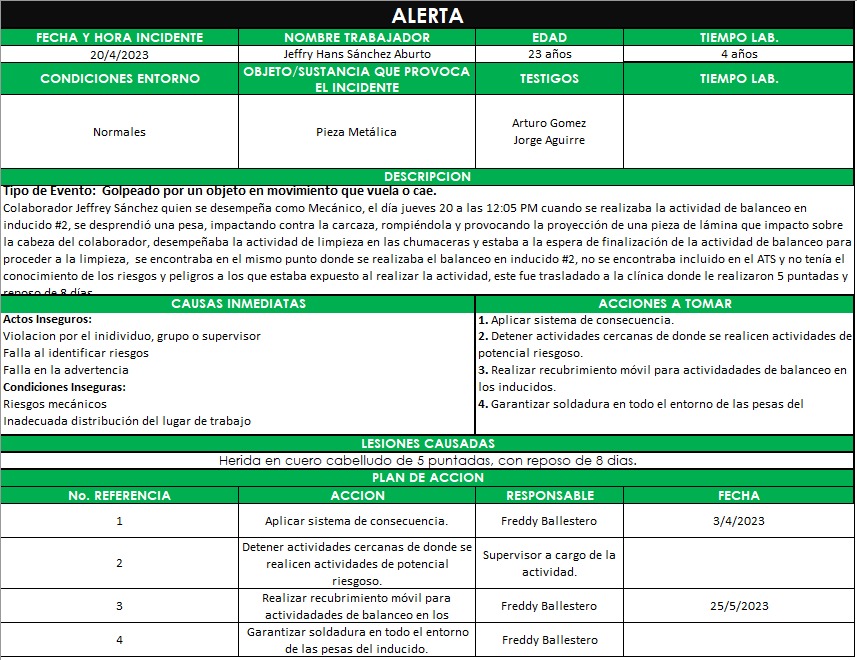 ALERTA
FECHA Y HORA INCIDENTE NOMBRE TRABAJADOR EDAD TIEMPO LAB.
20/4/2023 Jeffry Hans Sánchez Aburto 23 años 4 años
CONDICIONES ENTORNO OBJETO/SUSTANCIA QUE PROVOCA EL INCIDENTE TESTIGOS TIEMPO LAB.
Normales Pieza Metálica Arturo Gomez
Jorge Aguirre
DESCRIPCION
Tipo de Evento: Golpeado por un objeto en movimiento que vuela o cae.
Colaborador Jeffrey Sánchez quien se desempeña como Mecánico, el día jueves 20 a las 12:05 PM cuando se realizaba la actividad de balanceo en
inducido #2, se desprendió una pesa, impactando contra la carcaza, rompiéndola y provocando la proyección de una pieza de lámina que impacto sobre
la cabeza del colaborador, desempeñaba la actividad de limpieza en las chumaceras y estaba a la espera de finalización de la actividad de balanceo para
proceder a la limpieza, se encontraba en el mismo punto donde se realizaba el balanceo en inducido #2, no se encontraba incluido en el ATS y no tenía el
conocimiento de los riesgos y peligros a los que estaba expuesto al realizar la actividad, este fue trasladado a la clínica donde le realizaron 5 puntadas y
reposo de 8 días
CAUSAS INMEDIATAS
Actos Inseguros:
Violacion por el inidividuo, grupo o supervisor
Falla al identificar riesgos
Falla en la advertencia
Condiciones Inseguras:
Riesgos mecánicos
Inadecuada distribución del lugar de trabajo
ACCIONES A TOMAR
1. Aplicar sistema de consecuencia.
2. Detener actividades cercanas de donde se realicen actividades de
potencial riesgoso.
3. Realizar recubrimiento móvil para actividadades de balanceo en
los inducidos.
4. Garantizar soldadura en todo el entorno de las pesas del
LESIONES CAUSADAS
Herida en cuero cabelludo de 5 puntadas, con reposo de 8 dias.
PLAN DE ACCION
No. REFERENCIA ACCION RESPONSABLE FECHA
1 Aplicar sistema de consecuencia. Freddy Ballestero 3/4/2023
2 Detener actividades cercanas de donde se
realicen actividades de potencial
riesgoso. Supervisor a cargo de la
actividad.
3 Realizar recubrimiento móvil para
actividadades de balanceo en los Freddy Ballestero 25/5/2023
4 Garantizar soldadura en todo el entorno
de las pesas del inducido. Freddy Ballestero